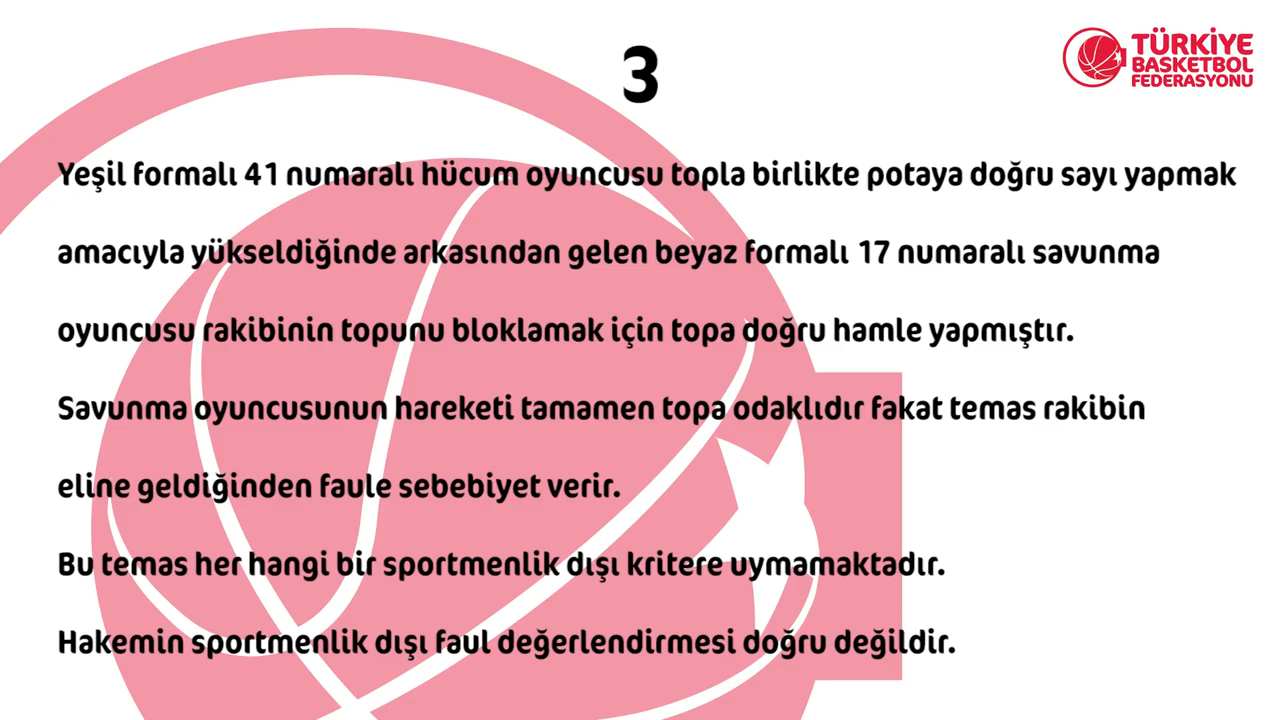 3
TÜRKİYE
BASKETBOL
FEDERASYONU
Yeşil formalı 41 numaralı hücum oyuncusu topla birlikte potaya doğru sayı yapmak
amacıyla yükseldiğinde arkasından gelen beyaz formalı 17 numaralı savunma
oyuncusu rakibinin topunu bloklamak için topa doğru hamle yapmıştır.
Savunma oyuncusunun hareketi tamamen topa odaklıdır fakat temas rakibin
eline geldiğinden faule sebebiyet verir.
Bu temas her hangi bir sportmenlik dışı kritere uymamaktadır.
Hakemin sportmenlik dışı faul değerlendirmesi doğru değildir.